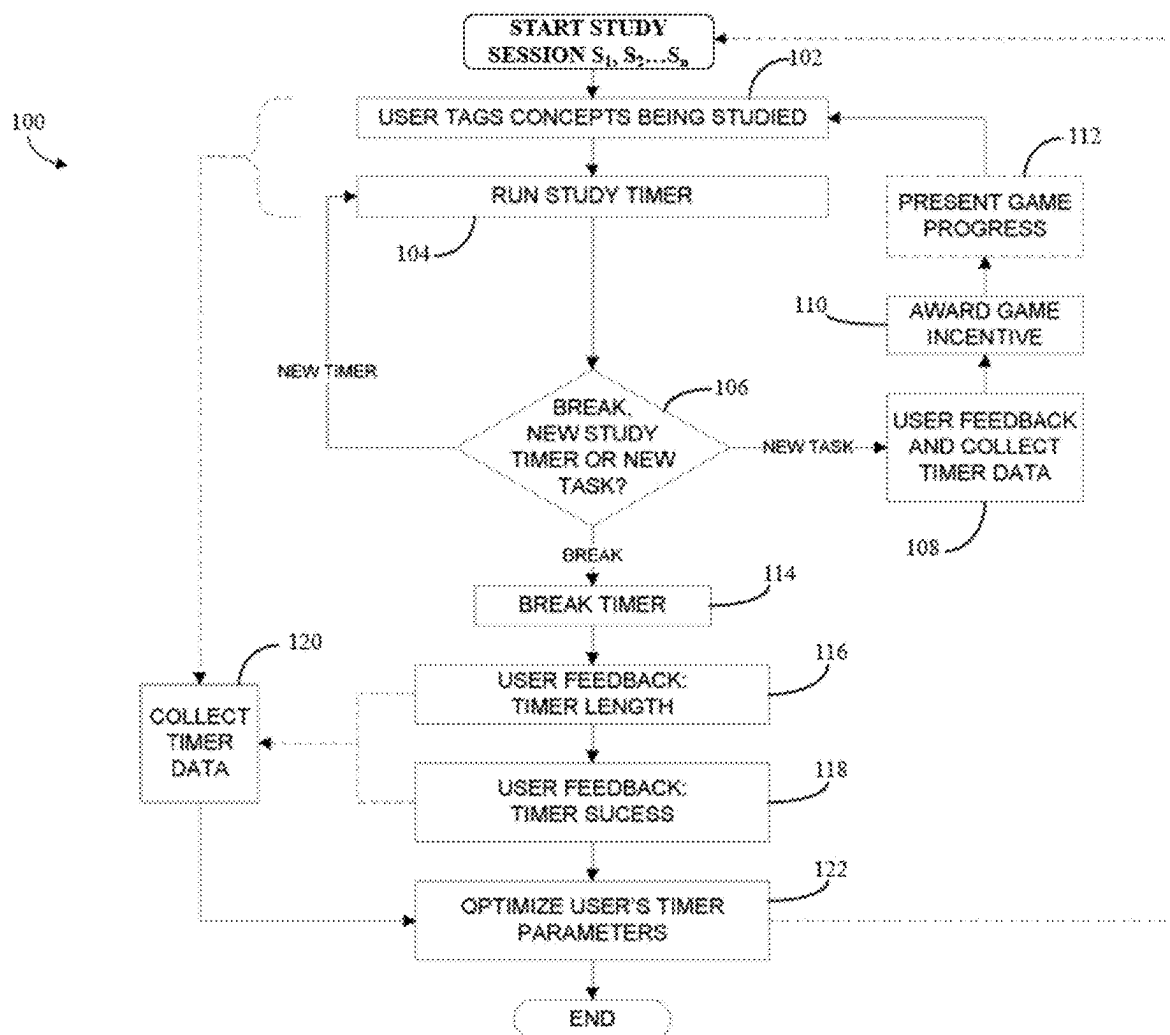 START STUDY
SESSION S1, S2...Sn
102
USER TAGS CONCEPTS BEING STUDIED
100
112
RUN STUDY TIMER
PRESENT GAME
PROGRESS
104
110
AWARD GAME
INCENTIVE
NEW TIMER
106
BREAK,
NEW STUDY
TIMER OR NEW
TASK?
NEW TASK
USER FEEDBACK
AND COLLECT
TIMER DATA
108
BREAK
114
BREAK TIMER
120
116
USER FEEDBACK:
TIMER LENGTH
COLLECT
TIMER
DATA
118
USER FEEDBACK:
TIMER SUCESS
122
OPTIMIZE USER'S TIMER
PARAMETERS
END